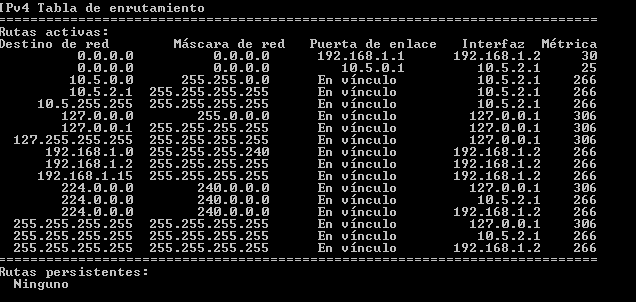 IPv4 Tabla de enrutamiento
===========================================================================
Rutas activas:
Destino de red        Máscara de red   Puerta de enlace   Interfaz  Métrica
0.0.0.0          0.0.0.0      192.168.1.1      192.168.1.2     30
0.0.0.0          0.0.0.0         10.5.0.1         10.5.2.1     25
10.5.0.0      255.255.0.0      En vínculo          10.5.2.1    266
10.5.2.1  255.255.255.255      En vínculo          10.5.2.1    266
10.5.255.255  255.255.255.255      En vínculo          10.5.2.1    266
127.0.0.0        255.0.0.0      En vínculo         127.0.0.1    306
127.0.0.1  255.255.255.255      En vínculo         127.0.0.1    306
127.255.255.255  255.255.255.255      En vínculo         127.0.0.1    306
192.168.1.0  255.255.255.240      En vínculo       192.168.1.2    266
192.168.1.2  255.255.255.255      En vínculo       192.168.1.2    266
192.168.1.15  255.255.255.255      En vínculo       192.168.1.2    266
224.0.0.0        240.0.0.0      En vínculo         127.0.0.1    306
224.0.0.0        240.0.0.0      En vínculo          10.5.2.1    266
224.0.0.0        240.0.0.0      En vínculo       192.168.1.2    266
255.255.255.255  255.255.255.255      En vínculo         127.0.0.1    306
255.255.255.255  255.255.255.255      En vínculo          10.5.2.1    266
255.255.255.255  255.255.255.255      En vínculo       192.168.1.2    266
===========================================================================
Rutas persistentes:
Ninguno